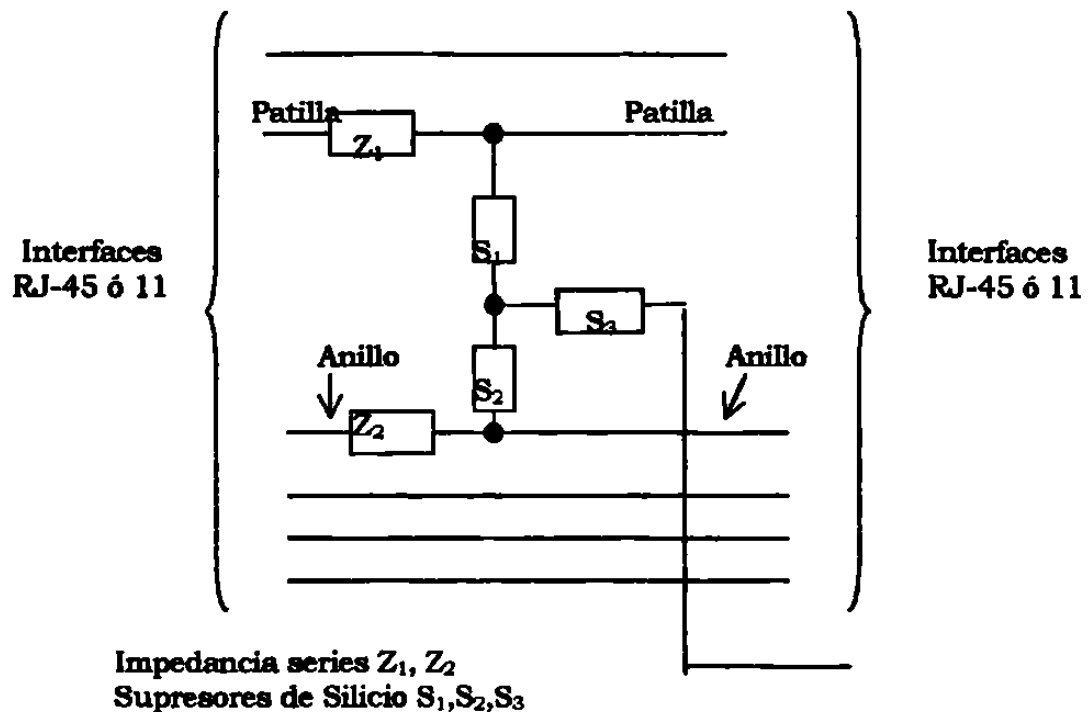 Patilla
Patilla
Z₁
S₁
Interfaces
RJ-45 ó 11
Interfaces
RJ-45 ó 11
S₃
Anillo
Anillo
S₂
Z₂
Impedancia series Z₁, Z₂
Supresores de Silicio S₁,S₂,S₃